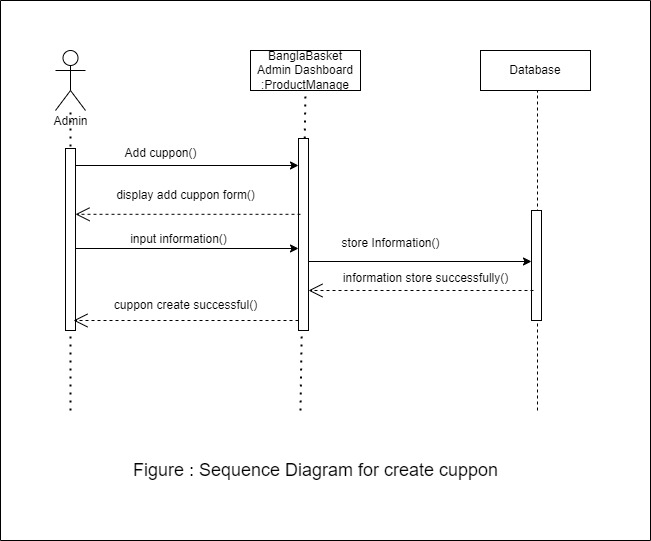 BanglaBasket
Admin Dashboard
:ProductManage
Database
Admin
Add cuppon()
display add cuppon form()
input information()
store Information()
information store successfully()
cuppon create successful()
Figure : Sequence Diagram for create cuppon